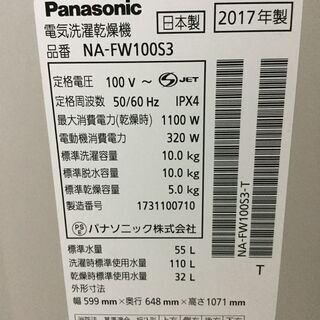 Panasonic
日本製
2017年製
電気洗濯乾燥機
品番 NA-FW100S3
定格電圧 100 V ~ S JET
定格周波数 50/60 Hz IPX4
最大消費電力(乾燥時) 1100 W
電動機消費電力 320 W
標準洗濯容量 10.0 kg
標準脱水容量 10.0 kg
標準乾燥容量 5.0 kg
製造番号 1731100710
PSE パナソニック株式会社
標準水量 55 L
洗濯時標準使用水量 110 L
乾燥時標準使用水量 32 L
外形寸法
幅 599 mm×奥行 648 mm×高さ 1071 mm
NA-FW100S3-T
T